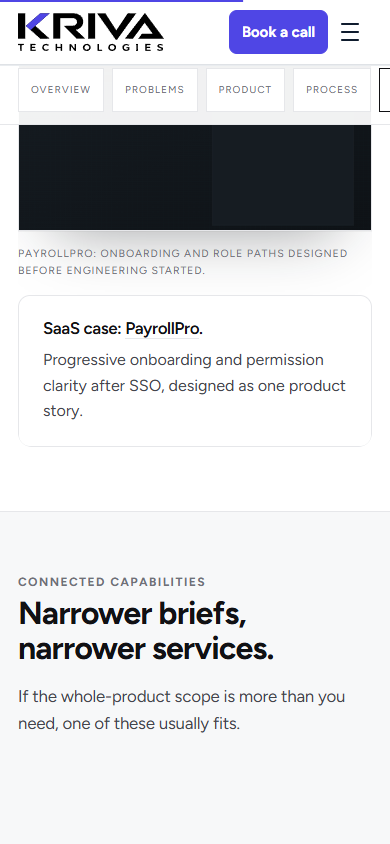 KRIVA
TECHNOLOGIES
Book a call
OVERVIEW
PROBLEMS
PRODUCT
PROCESS
PAYROLLPRO: ONBOARDING AND ROLE PATHS DESIGNED
BEFORE ENGINEERING STARTED.
SaaS case: PayrollPro.
Progressive onboarding and permission
clarity after SSO, designed as one product
story.
CONNECTED CAPABILITIES
Narrower briefs,
narrower services.
If the whole-product scope is more than you
need, one of these usually fits.